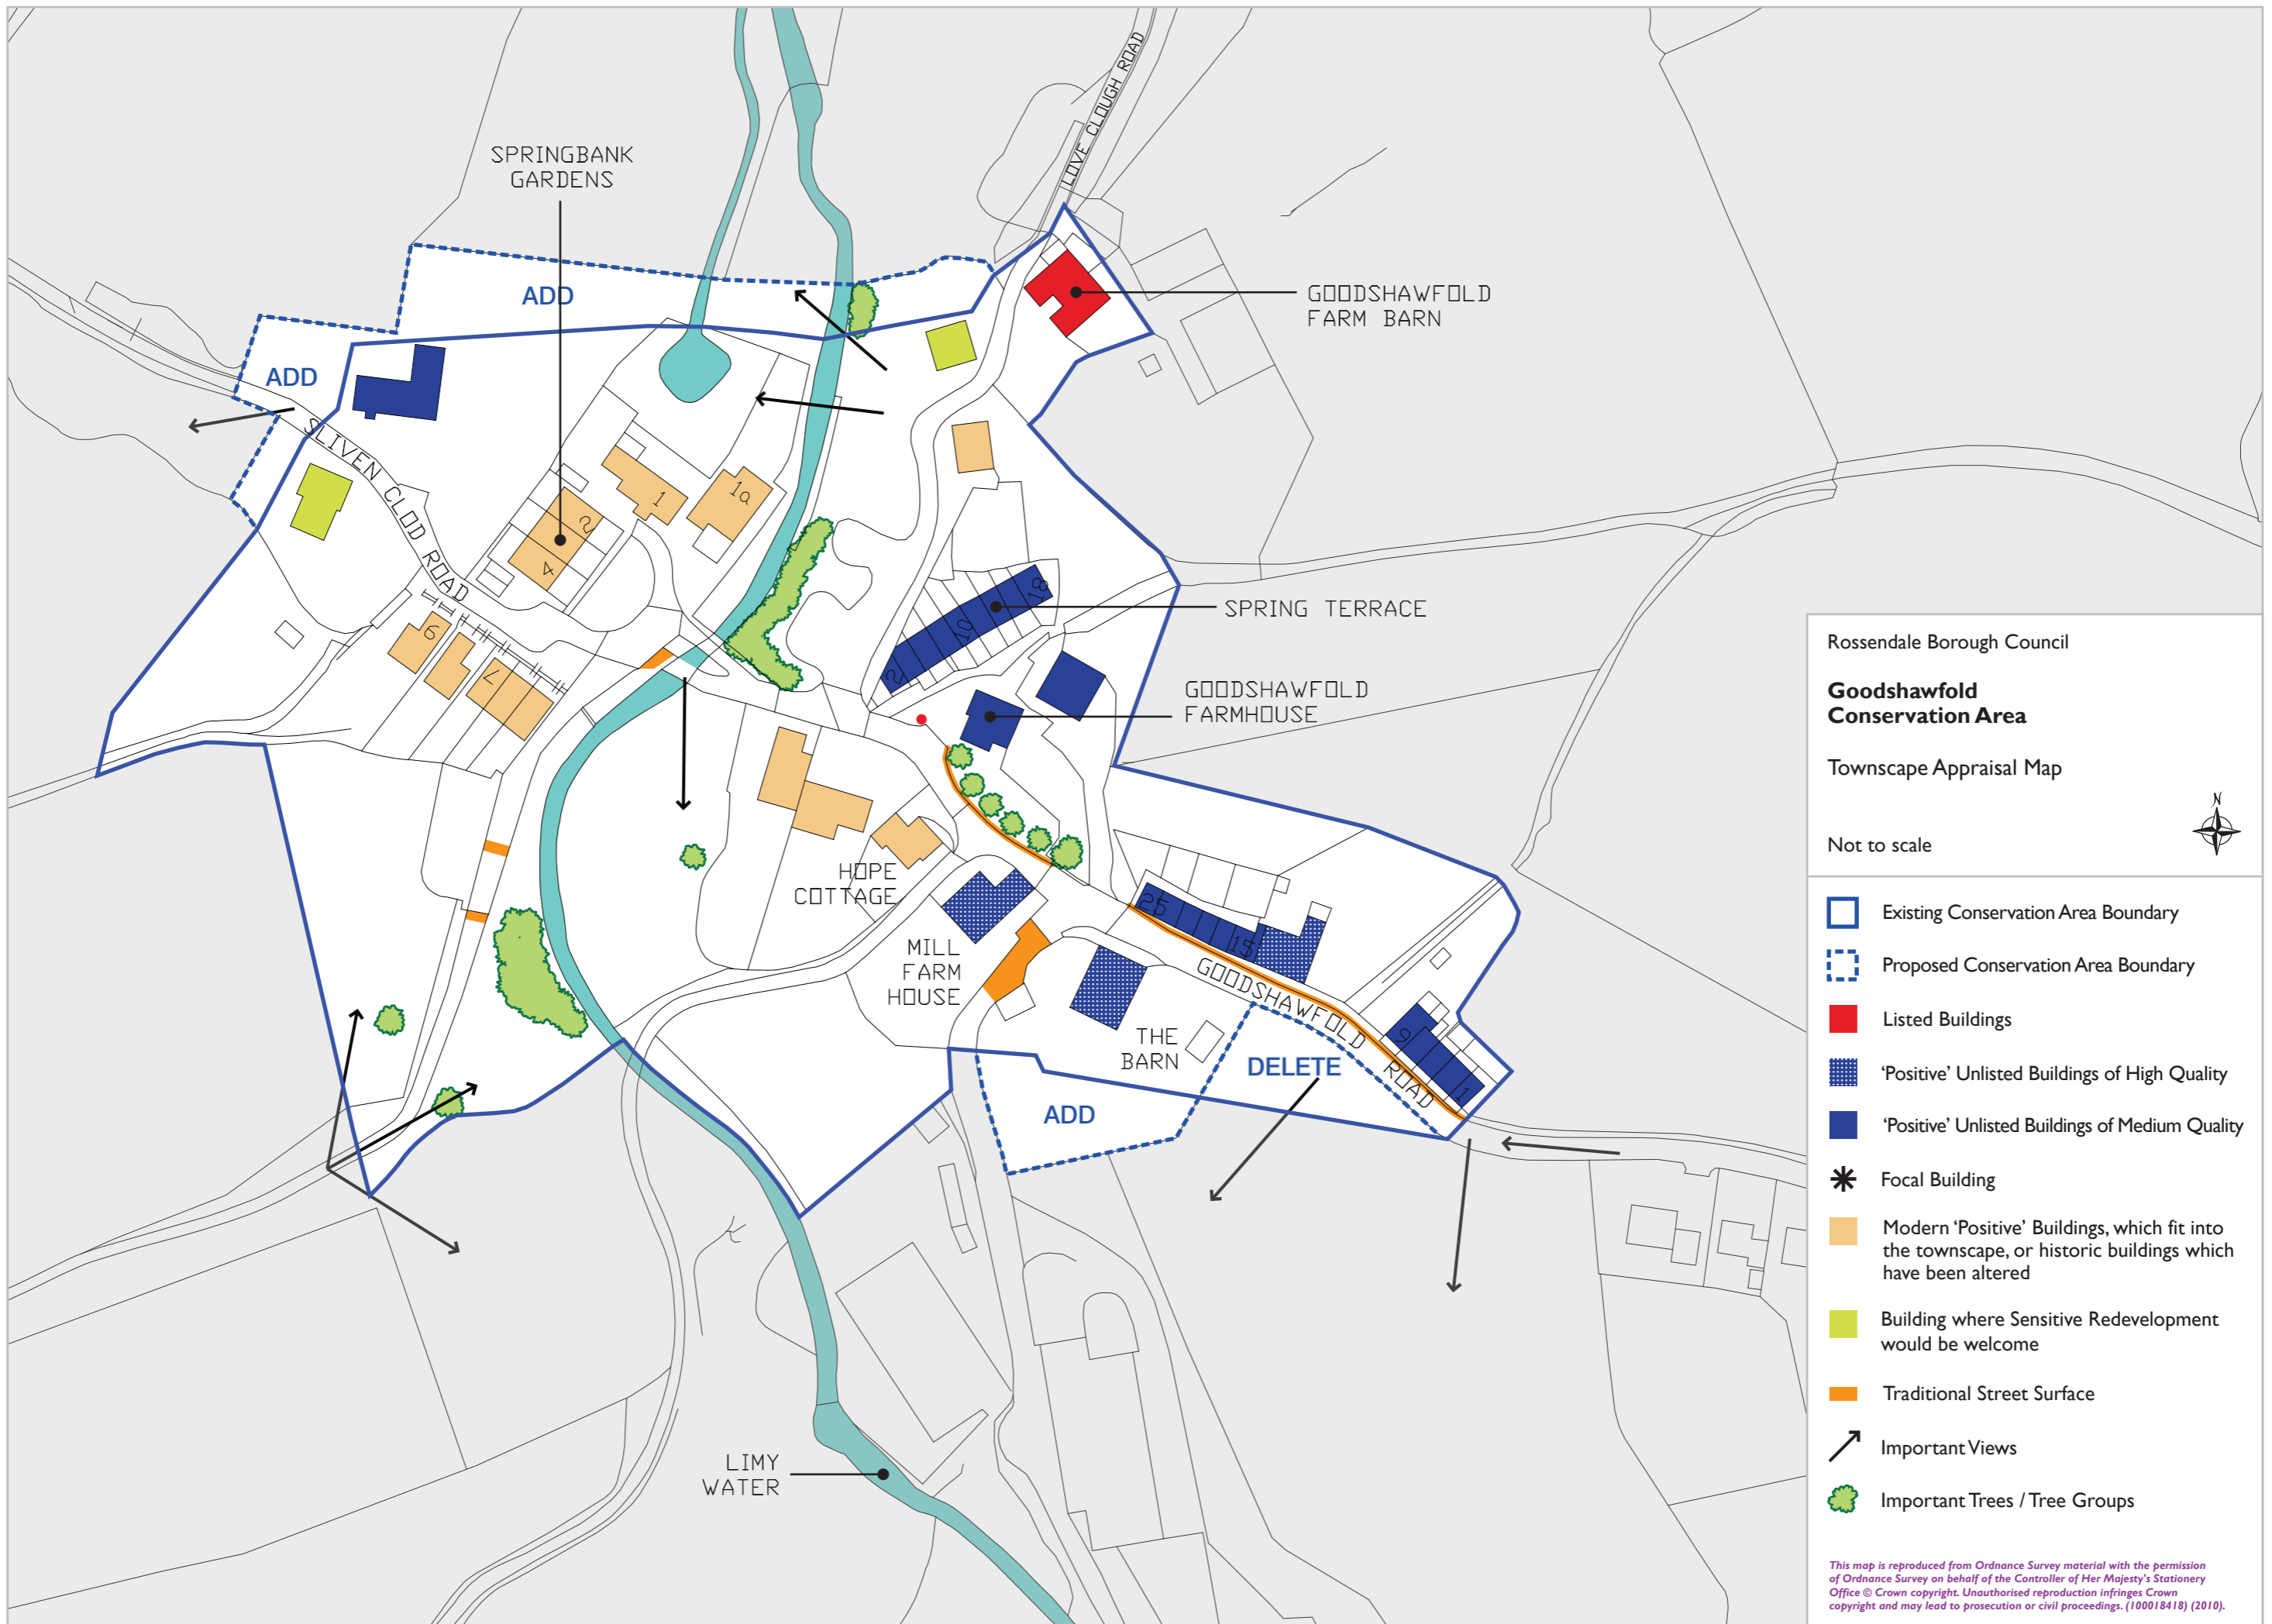 LOVE CLOUGH ROAD
SPRINGBANK
GARDENS
ADD
GOODSHAWFOLD
FARM BARN
ADD
SLIVEN CLOD ROAD
1
1a
2
4
6
7
18
10
2
SPRING TERRACE
GOODSHAWFOLD
FARMHOUSE
HOPE
COTTAGE
MILL
FARM
HOUSE
25
15
GOODSHAWFOLD
ROAD
9
1
THE
BARN
DELETE
ADD
LIMY
WATER
Rossendale Borough Council
Goodshawfold
Conservation Area
Townscape Appraisal Map
N
Not to scale
Existing Conservation Area Boundary
Proposed Conservation Area Boundary
Listed Buildings
‘Positive’ Unlisted Buildings of High Quality
‘Positive’ Unlisted Buildings of Medium Quality
Focal Building
Modern ‘Positive’ Buildings, which fit into
the townscape, or historic buildings which
have been altered
Building where Sensitive Redevelopment
would be welcome
Traditional Street Surface
Important Views
Important Trees / Tree Groups
This map is reproduced from Ordnance Survey material with the permission
of Ordnance Survey on behalf of the Controller of Her Majesty's Stationery
Office © Crown copyright. Unauthorised reproduction infringes Crown
copyright and may lead to prosecution or civil proceedings. (100018418) (2010).